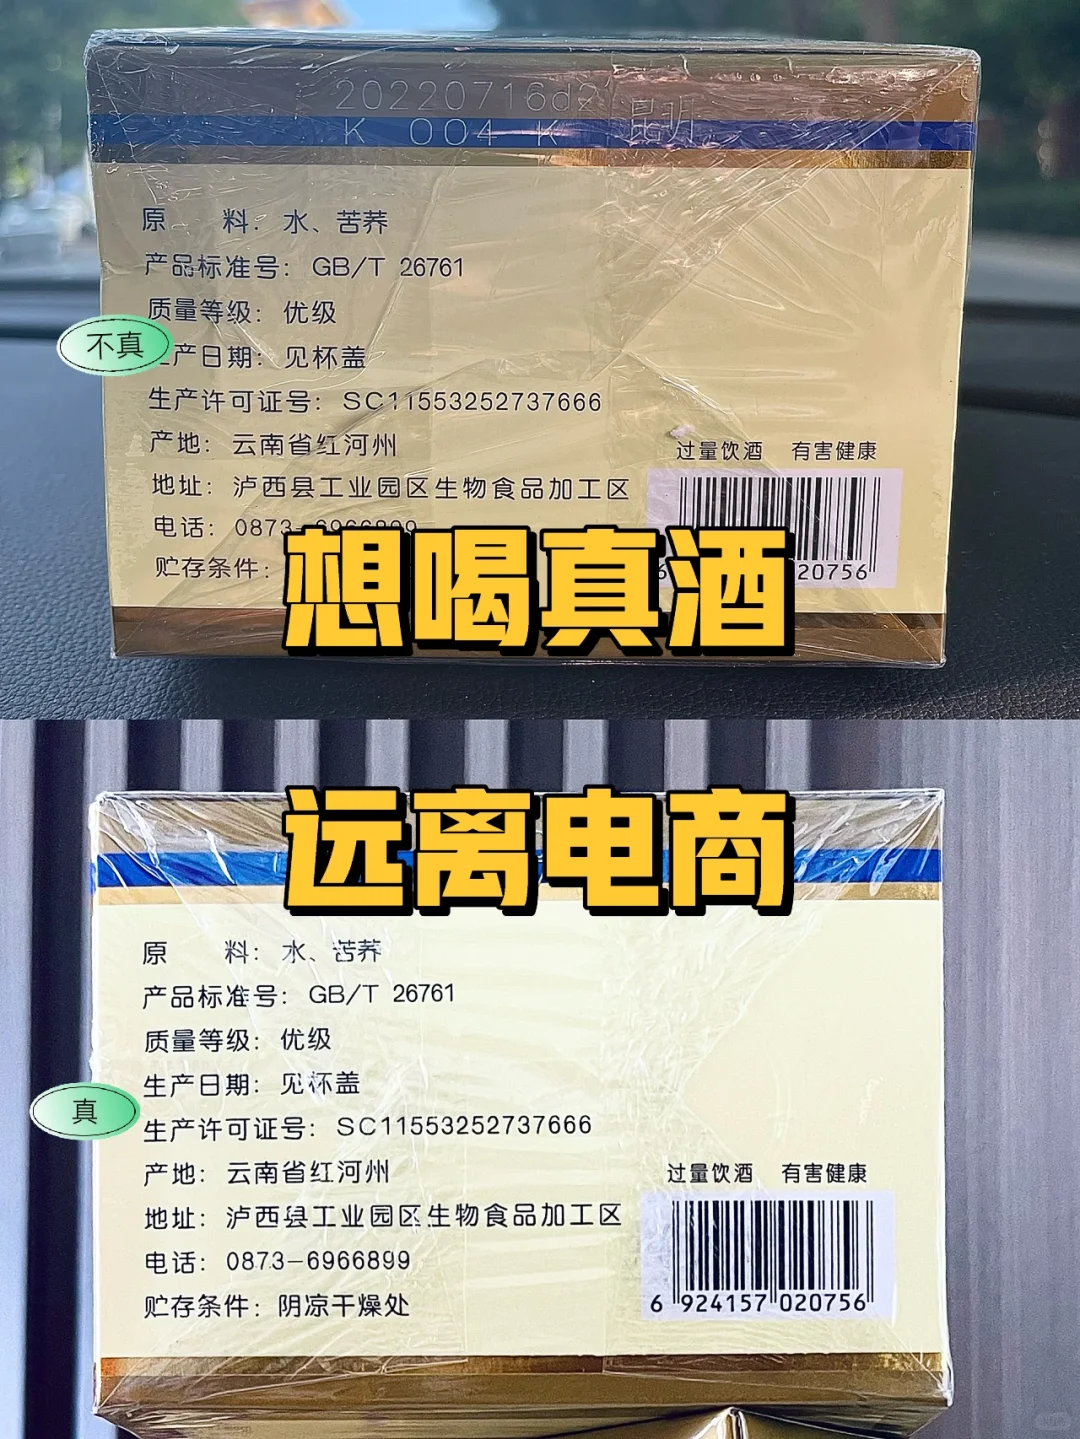 20220716d2 昆明
K 004 K
原 料：水、苦荞
产品标准号：GB/T 26761
质量等级：优级
不真
产日期：见杯盖
生产许可证号：SC11553252737666
产地：云南省红河州
过量饮酒 有害健康
地址：泸西县工业园区生物食品加工区
电话：0873-6966899
贮存条件：
6 020756
想喝真酒
远离电商
原 料：水、苦荞
产品标准号：GB/T 26761
质量等级：优级
生产日期：见杯盖
真
生产许可证号：SC11553252737666
产地：云南省红河州
过量饮酒 有害健康
地址：泸西县工业园区生物食品加工区
电话：0873-6966899
贮存条件：阴凉干燥处
6 924157 020756